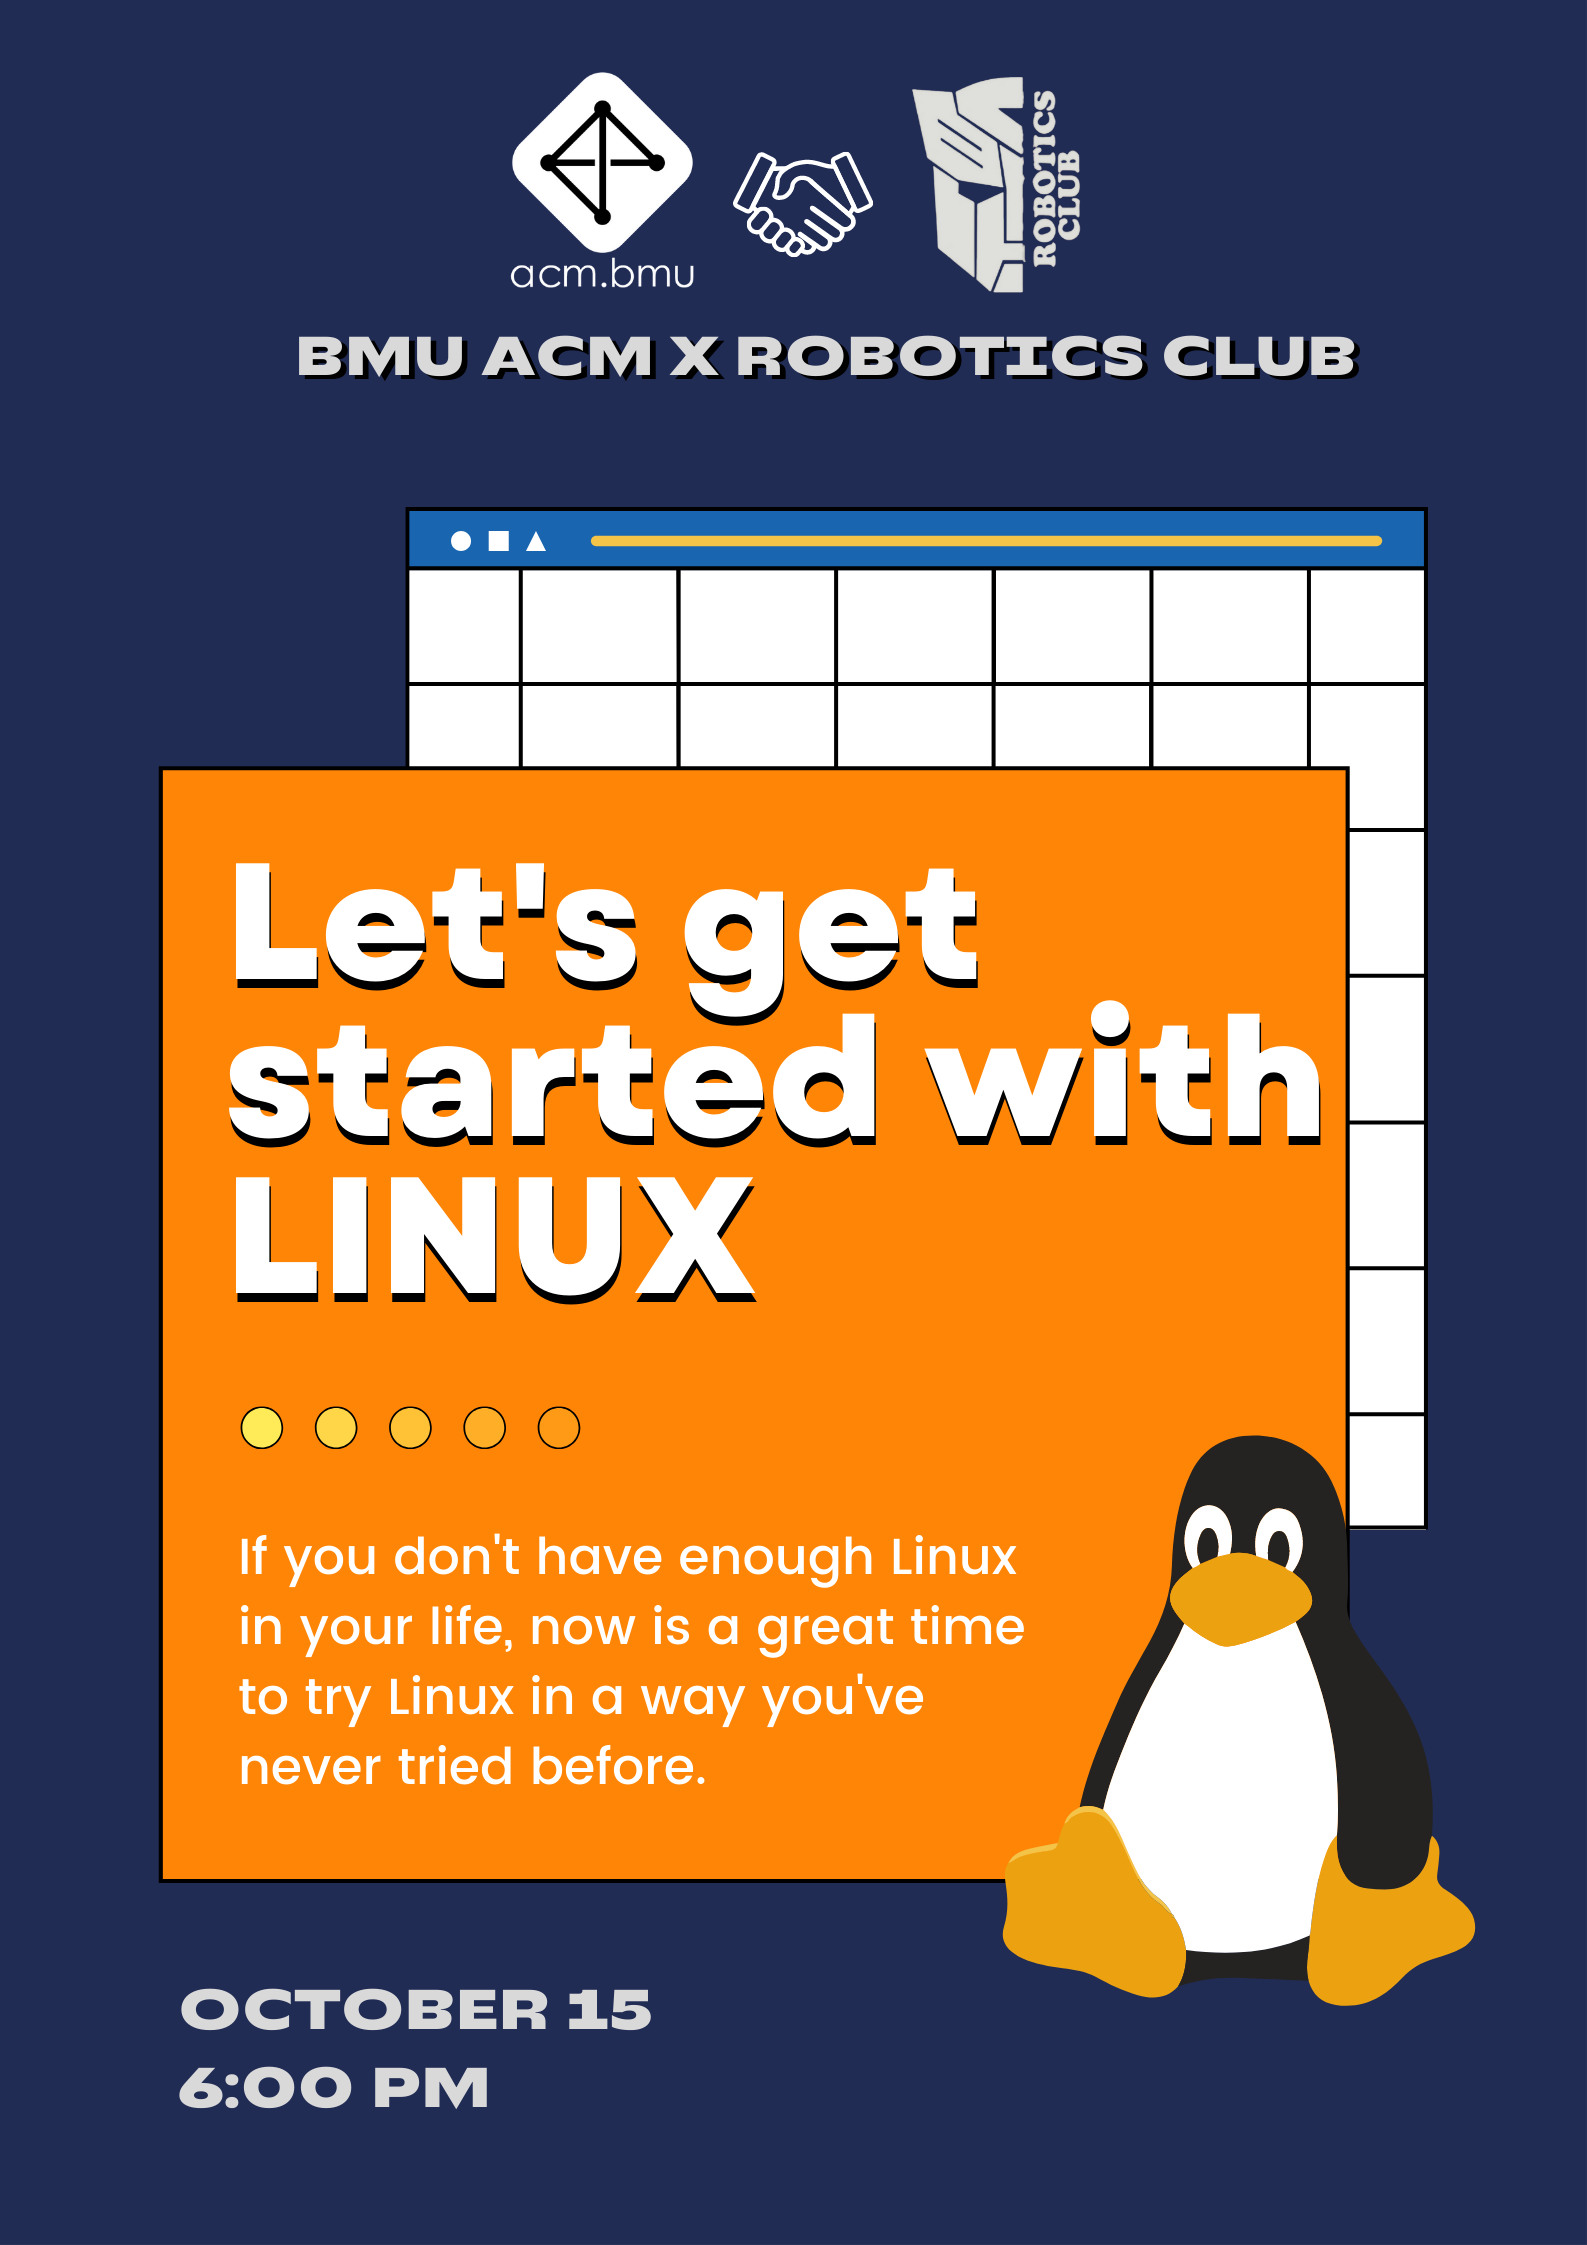 acm.bmu
ROBOTICS
CLUB
BMU ACM X ROBOTICS CLUB
Let's get
started with
LINUX
If you don't have enough Linux
in your life, now is a great time
to try Linux in a way you've
never tried before.
OCTOBER 15
6:00 PM